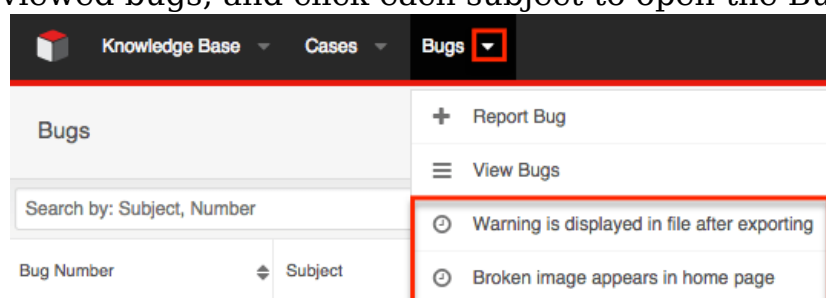 viewed bugs, and click each subject to open the Bu
Knowledge Base Cases Bugs
Bugs
Report Bug
View Bugs
Search by: Subject, Number
Warning is displayed in file after exporting
Bug Number Subject
Broken image appears in home page